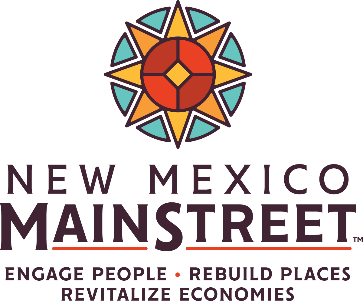 NEW MEXICO
MAINSTREET™
ENGAGE PEOPLE • REBUILD PLACES
REVITALIZE ECONOMIES